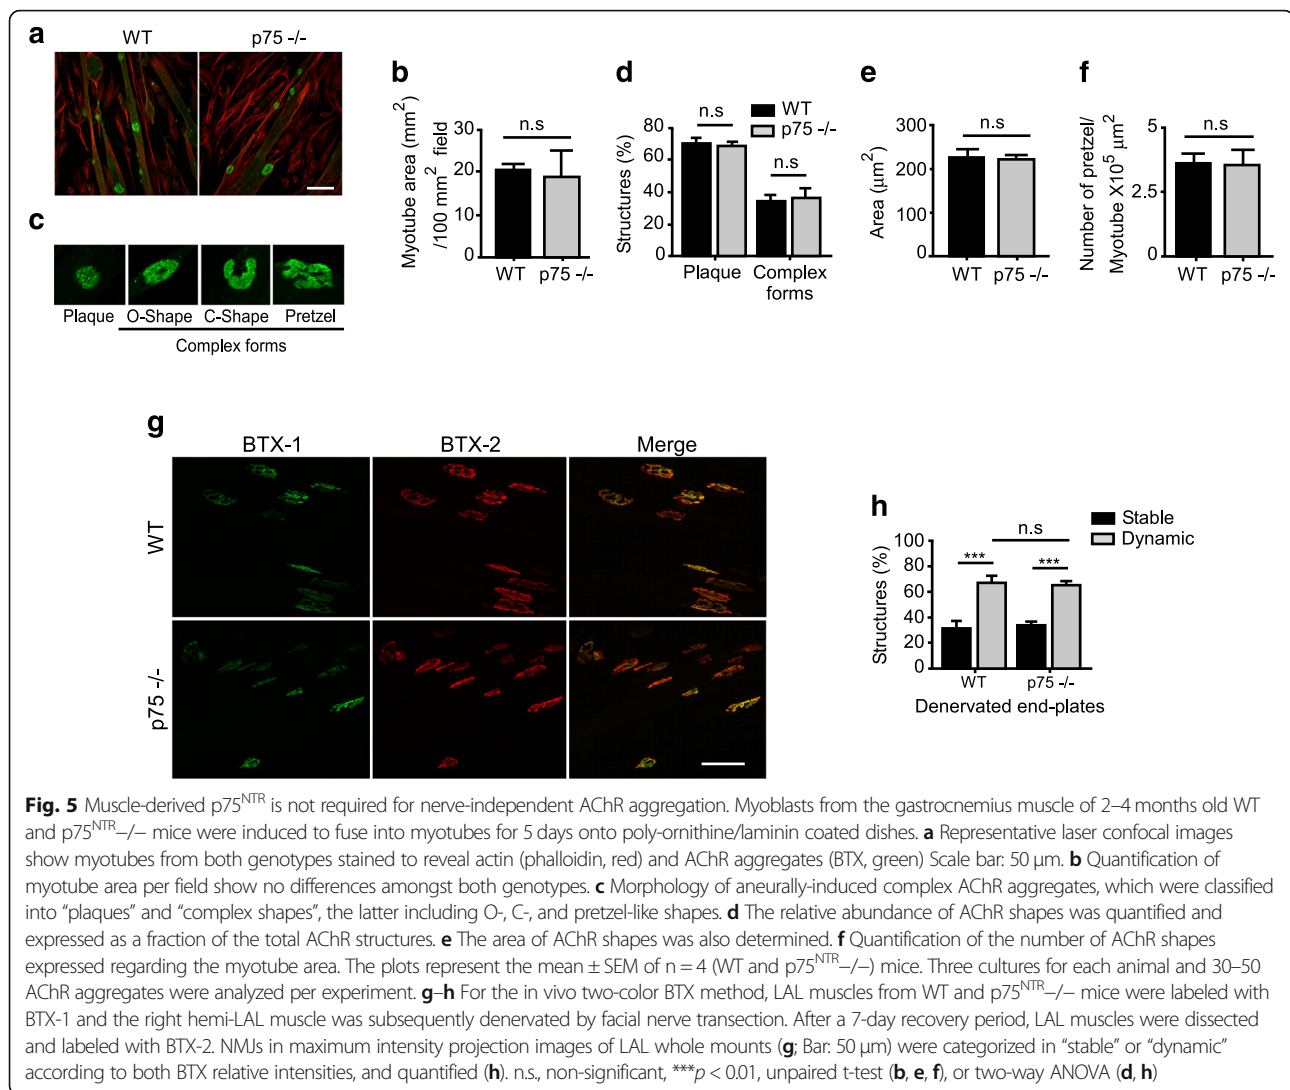 a
WT
p75 -/-
b
Myotube area (mm2)
/100 mm2 field
30
20
10
0
n.s
WT
p75 -/-
d
WT
p75 -/-
Structures (%)
80
60
40
20
0
n.s
n.s
Plaque
Complex
forms
e
Area (μm2)
300
200
100
0
n.s
WT
p75 -/-
f
Number of pretzel/
Myotube X10^5 μm2
5
2.5
0
n.s
WT
p75 -/-
c
Plaque
O-Shape
C-Shape
Pretzel
Complex forms
g
BTX-1
BTX-2
Merge
WT
p75 -/-
h
Stable
Dynamic
Structures (%)
100
80
60
40
20
0
***
n.s
***
WT
p75 -/-
Denervated end-plates
Fig. 5 Muscle-derived p75NTR is not required for nerve-independent AChR aggregation. Myoblasts from the gastrocnemius muscle of 2–4 months old WT
and p75NTR−/− mice were induced to fuse into myotubes for 5 days onto poly-ornithine/laminin coated dishes. a Representative laser confocal images
show myotubes from both genotypes stained to reveal actin (phalloidin, red) and AChR aggregates (BTX, green) Scale bar: 50 μm. b Quantification of
myotube area per field show no differences amongst both genotypes. c Morphology of aneurally-induced complex AChR aggregates, which were classified
into “plaques” and “complex shapes”, the latter including O-, C-, and pretzel-like shapes. d The relative abundance of AChR shapes was quantified and
expressed as a fraction of the total AChR structures. e The area of AChR shapes was also determined. f Quantification of the number of AChR shapes
expressed regarding the myotube area. The plots represent the mean ± SEM of n = 4 (WT and p75NTR−/−) mice. Three cultures for each animal and 30–50
AChR aggregates were analyzed per experiment. g–h For the in vivo two-color BTX method, LAL muscles from WT and p75NTR−/− mice were labeled with
BTX-1 and the right hemi-LAL muscle was subsequently denervated by facial nerve transection. After a 7-day recovery period, LAL muscles were dissected
and labeled with BTX-2. NMJs in maximum intensity projection images of LAL whole mounts (g; Bar: 50 μm) were categorized in “stable” or “dynamic”
according to both BTX relative intensities, and quantified (h). n.s., non-significant, ***p < 0.01, unpaired t-test (b, e, f), or two-way ANOVA (d, h)